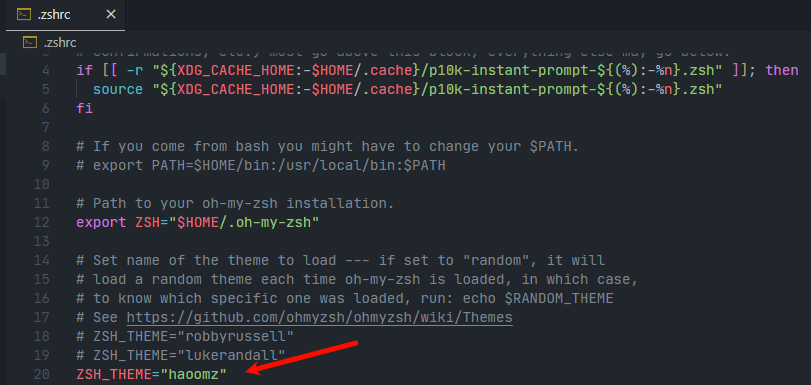 .zshrc
.zshrc
# confirmations, etc.) must go above this block; everything else may go below.
4 if [[ -r "${XDG_CACHE_HOME:-$HOME/.cache}/p10k-instant-prompt-${(%):-%n}.zsh" ]]; then
5 source "${XDG_CACHE_HOME:-$HOME/.cache}/p10k-instant-prompt-${(%):-%n}.zsh"
6 fi
7
8 # If you come from bash you might have to change your $PATH.
9 # export PATH=$HOME/bin:/usr/local/bin:$PATH
10
11 # Path to your oh-my-zsh installation.
12 export ZSH="$HOME/.oh-my-zsh"
13
14 # Set name of the theme to load --- if set to "random", it will
15 # load a random theme each time oh-my-zsh is loaded, in which case,
16 # to know which specific one was loaded, run: echo $RANDOM_THEME
17 # See https://github.com/ohmyzsh/ohmyzsh/wiki/Themes
18 # ZSH_THEME="robbyrussell"
19 # ZSH_THEME="lukerandall"
20 ZSH_THEME="haoomz"